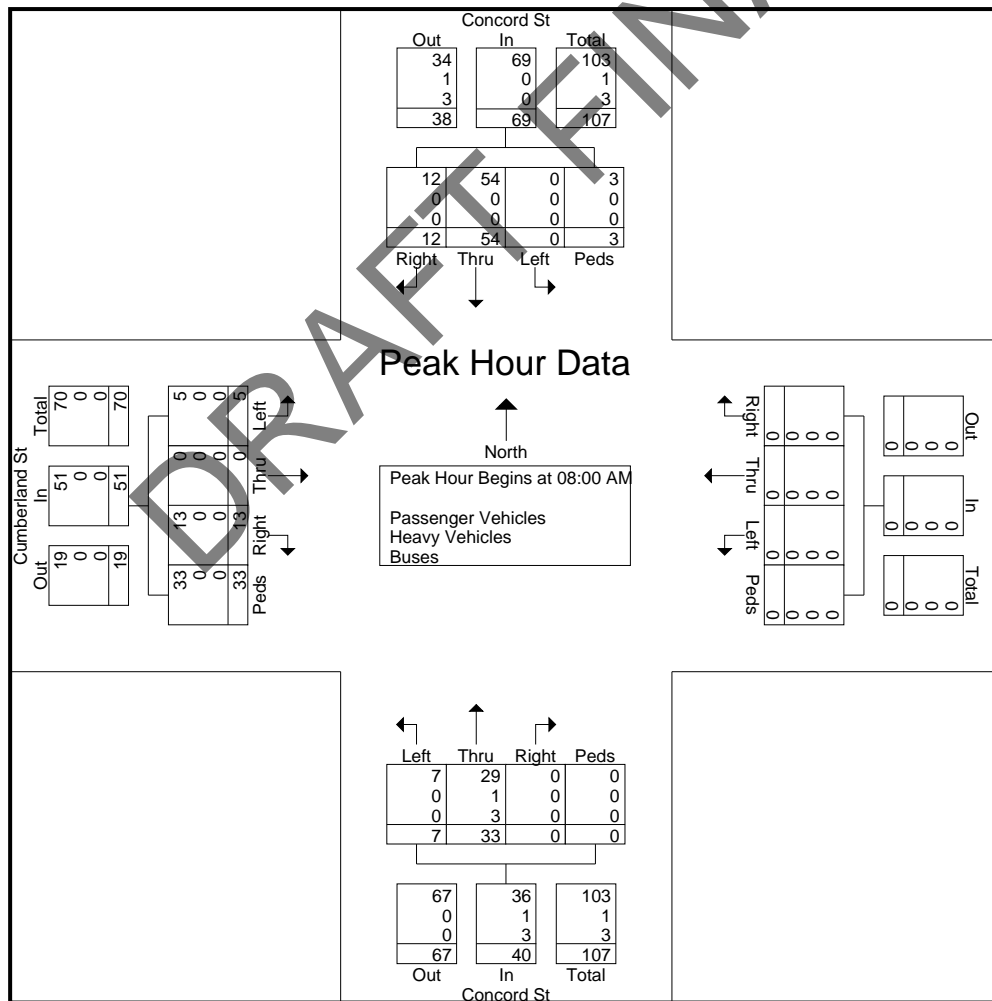 Concord St
Out In Total
34 69 103
1 0 1
3 0 3
38 69 107
12 54 0 3
0 0 0 0
0 0 0 0
12 54 0 3
Right Thru Left Peds
DRAFT FINA
Peak Hour Data
North
Peak Hour Begins at 08:00 AM
Passenger Vehicles
Heavy Vehicles
Buses
Cumberland St
Out In Total
19 51 70
0 0 0
0 0 0
19 51 70
33 13 0 5
0 0 0 0
0 0 0 0
33 13 0 5
Peds Right Thru Left
Right Thru Left Peds
0 0 0 0
0 0 0 0
0 0 0 0
0 0 0 0
Out In Total
0 0 0
0 0 0
0 0 0
0 0 0
Left Thru Right Peds
7 29 0 0
0 1 0 0
0 3 0 0
7 33 0 0
67 36 103
0 1 1
0 3 3
67 40 107
Out In Total
Concord St